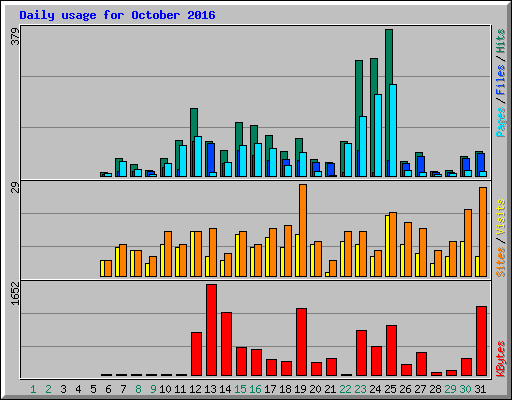 Daily usage for October 2016
379
29
1652
Pages / Files / Hits
Sites / Visits
KBytes
1 2 3 4 5 6 7 8 9 10 11 12 13 14 15 16 17 18 19 20 21 22 23 24 25 26 27 28 29 30 31